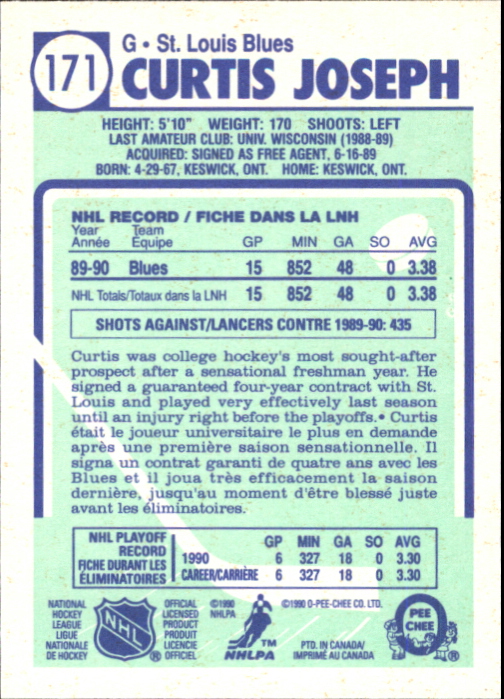 171
G • St. Louis Blues
CURTIS JOSEPH
HEIGHT: 5'10" WEIGHT: 170 SHOOTS: LEFT
LAST AMATEUR CLUB: UNIV. WISCONSIN (1988-89)
ACQUIRED: SIGNED AS FREE AGENT, 6-16-89
BORN: 4-29-67, KESWICK, ONT. HOME: KESWICK, ONT.
NHL RECORD / FICHE DANS LA LNH
Year Team
Année Équipe GP MIN GA SO AVG
89-90 Blues 15 852 48 0 3.38
NHL Totals/Totaux dans la LNH 15 852 48 0 3.38
SHOTS AGAINST/LANCERS CONTRE 1989-90: 435
Curtis was college hockey's most sought-after
prospect after a sensational freshman year. He
signed a guaranteed four-year contract with St.
Louis and played very effectively last season
until an injury right before the playoffs.• Curtis
était le joueur universitaire le plus en demande
après une première saison sensationnelle. Il
signa un contrat garanti de quatre ans avec les
Blues et il joua très efficacement la saison
dernière, jusqu'au moment d'être blessé juste
avant les éliminatoires.
NHL PLAYOFF
RECORD
FICHE DURANT LES
ÉLIMINATOIRES
GP MIN GA SO AVG
1990 6 327 18 0 3.30
CAREER/CARRIÈRE 6 327 18 0 3.30
NATIONAL
HOCKEY
LEAGUE
LIGUE
NATIONALE
DE HOCKEY
NHL
®
OFFICIAL
LICENSED
PRODUCT
PRODUIT
LICENCIE
OFFICIEL
©1990
NHLPA
TM
NHLPA
©1990 O-PEE-CHEE CO. LTD.
PTD. IN CANADA/
IMPRIMÉ AU CANADA
PEE
CHEE
®